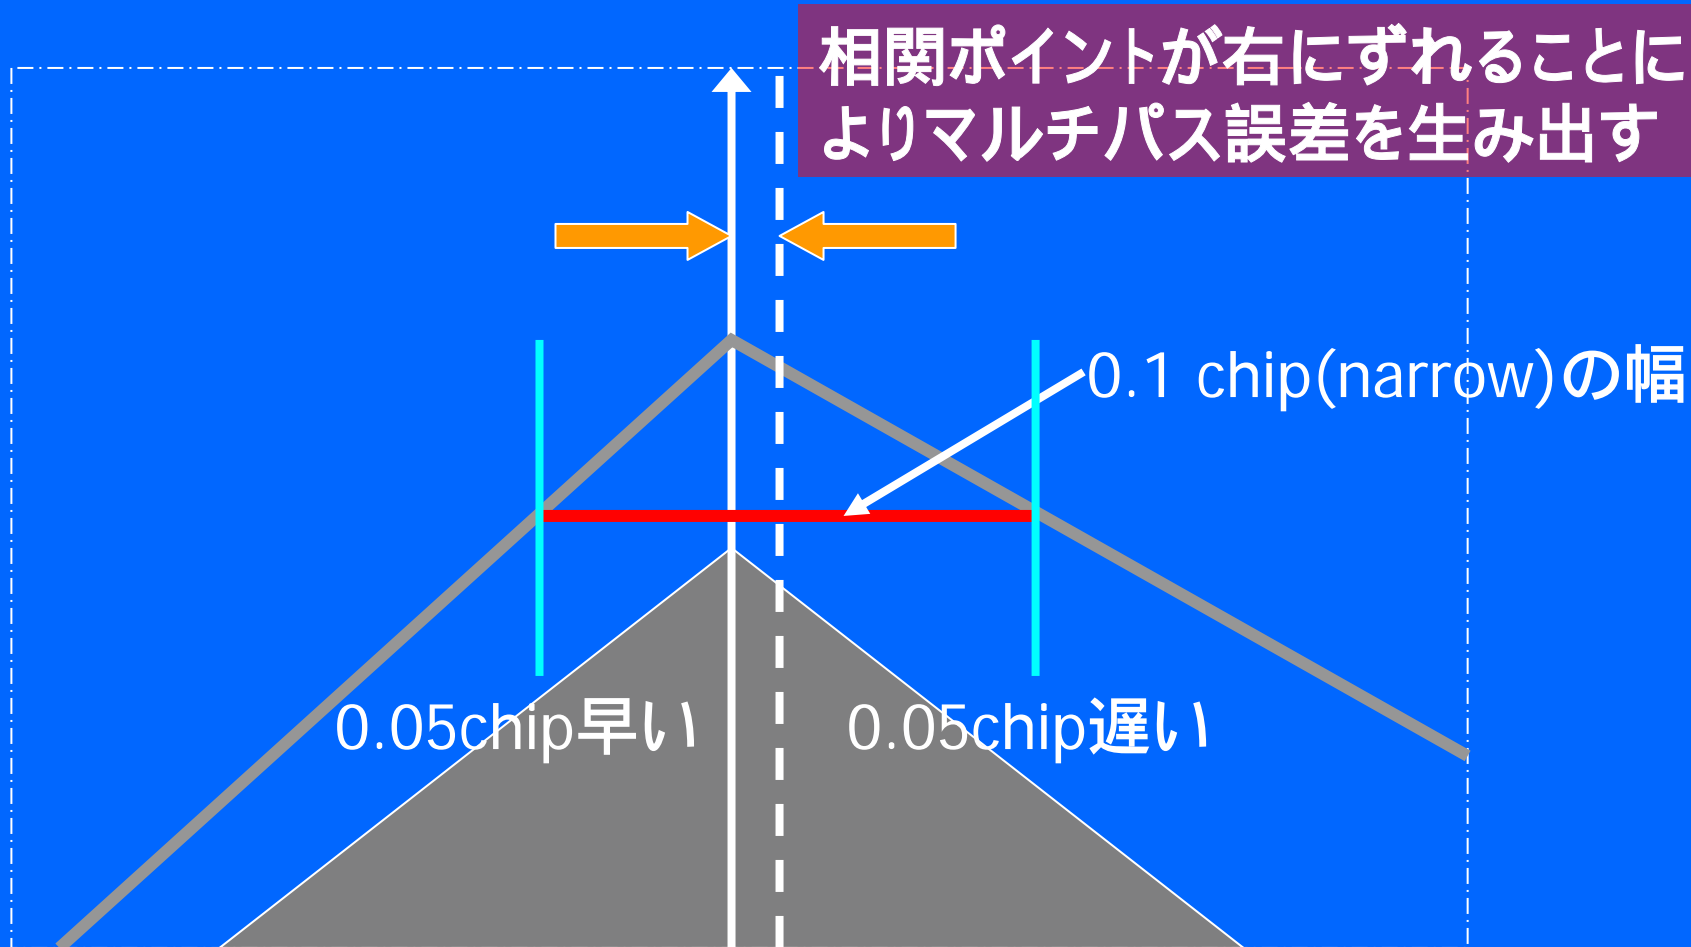 相関ポイントが右にずれることに
よりマルチパス誤差を生み出す
0.1 chip(narrow)の幅
0.05chip早い
0.05chip遅い